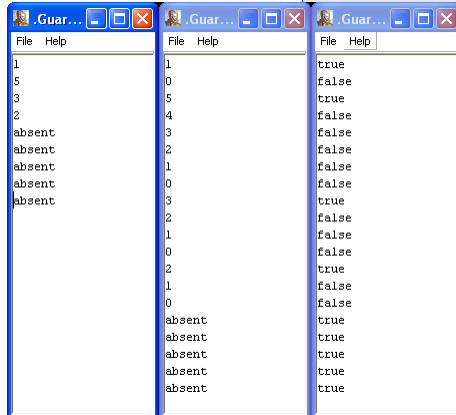 .Guar...
File Help
1
5
3
2
absent
absent
absent
absent
absent
.Guar...
File Help
1
0
5
4
3
2
1
0
3
2
1
0
2
1
0
absent
absent
absent
absent
absent
.Guar...
File Help
true
false
true
false
false
false
false
false
true
false
false
false
true
false
false
true
true
true
true
true